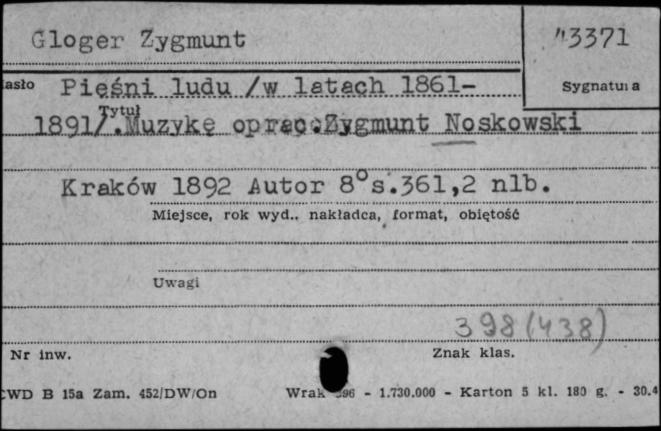 Gloger Zygmunt
"3371
asło Pieśni ludu /w latach 1861-
Sygnatura
Tytuł
1891/.Muzykę oprac.Zygmunt Noskowski
Kraków 1892 Autor 8°s.361,2 nlb.
Miejsce, rok wyd., nakładca, format, objętość
Uwagi
398(438)
Nr inw.
Znak klas.
CWD B 15a Zam. 452/DW/On Wrak 396 - 1.730.000 - Karton 5 kl. 180 g. - 30.4